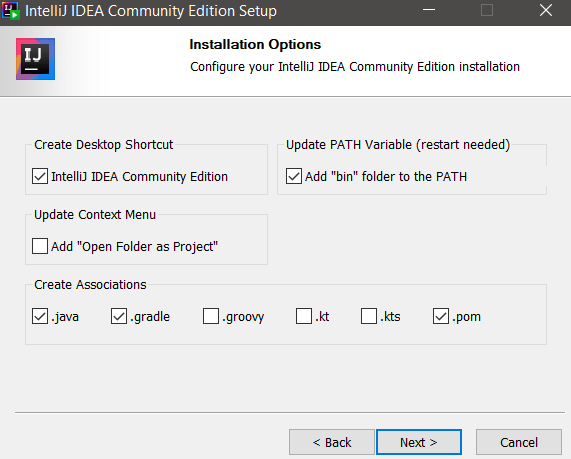 IntelliJ IDEA Community Edition Setup
IJ
Installation Options
Configure your IntelliJ IDEA Community Edition installation
Create Desktop Shortcut
IntelliJ IDEA Community Edition
Update PATH Variable (restart needed)
Add "bin" folder to the PATH
Update Context Menu
Add "Open Folder as Project"
Create Associations
.java .gradle .groovy .kt .kts .pom
< Back Next > Cancel